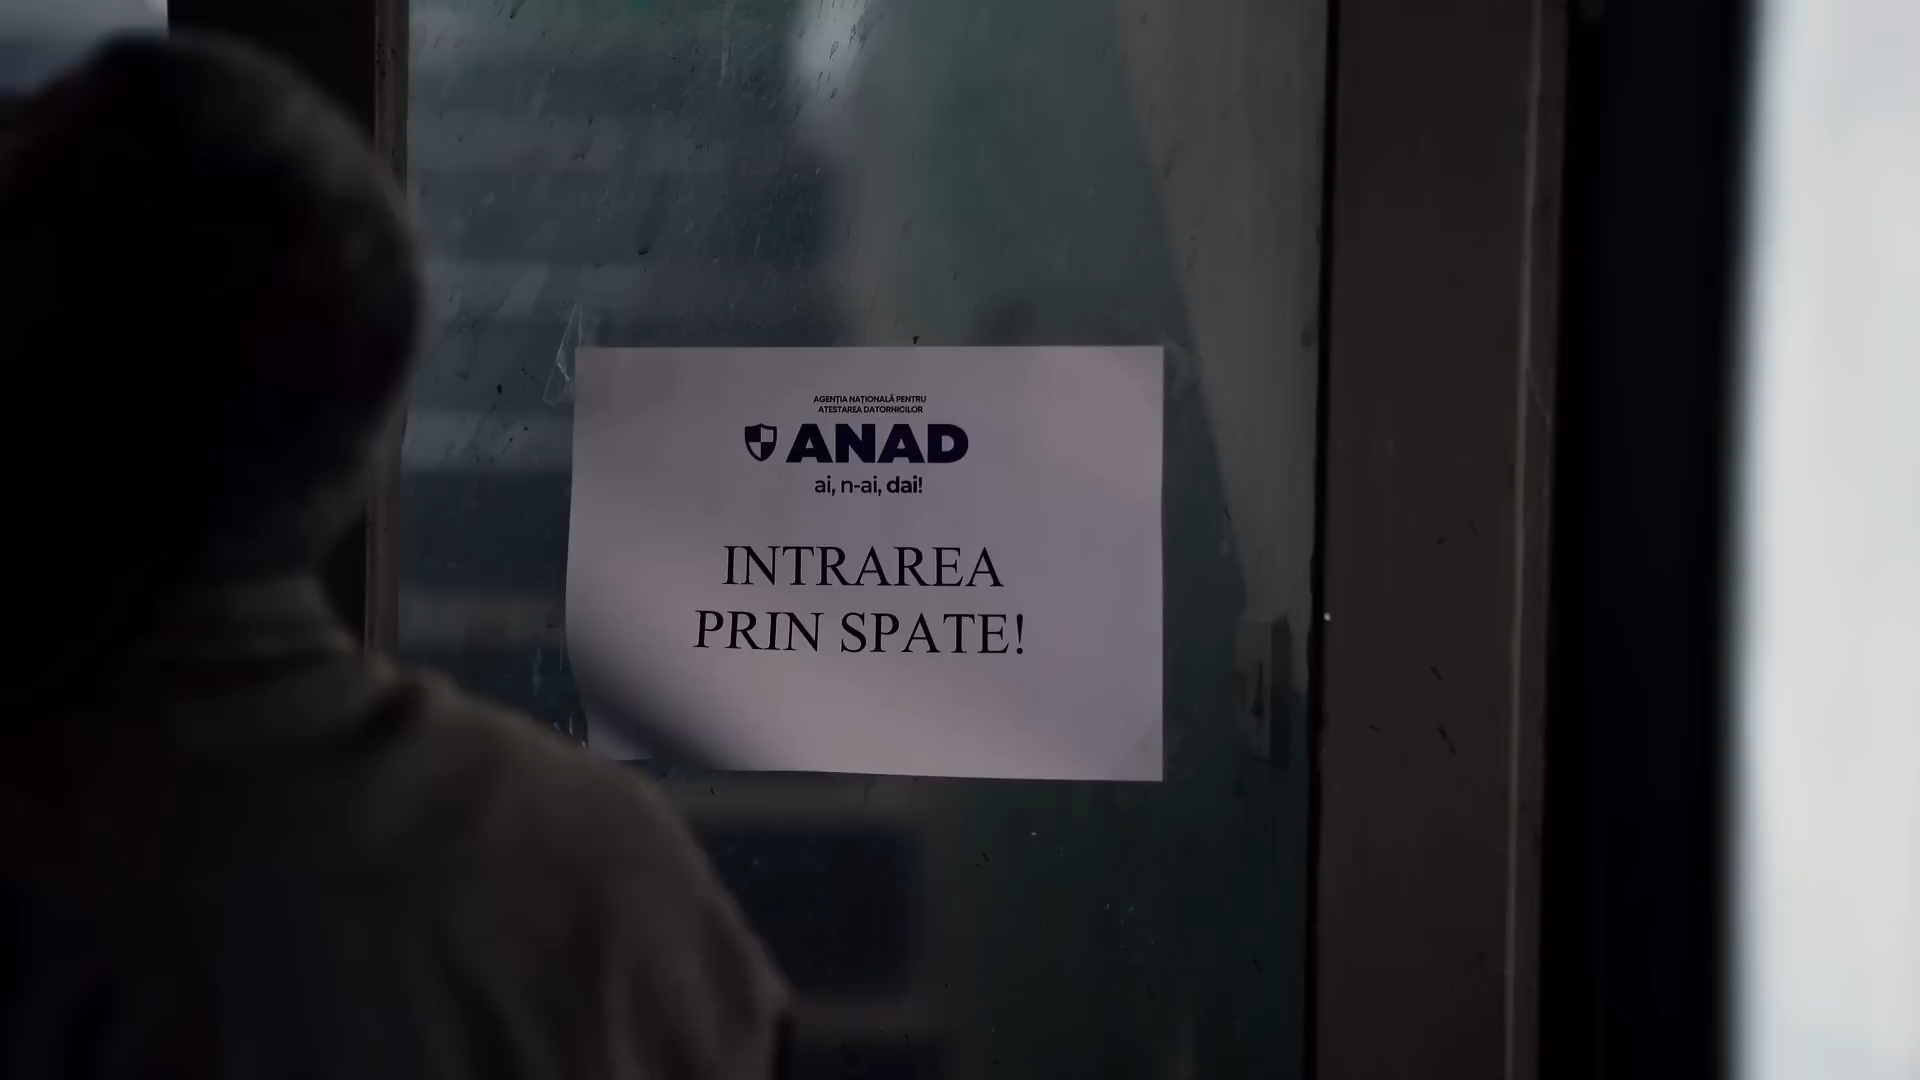 AGENȚIA NAȚIONALĂ PENTRU
ATESTAREA DATORNICILOR
ANAD
ai, n-ai, dai!
INTRAREA
PRIN SPATE!